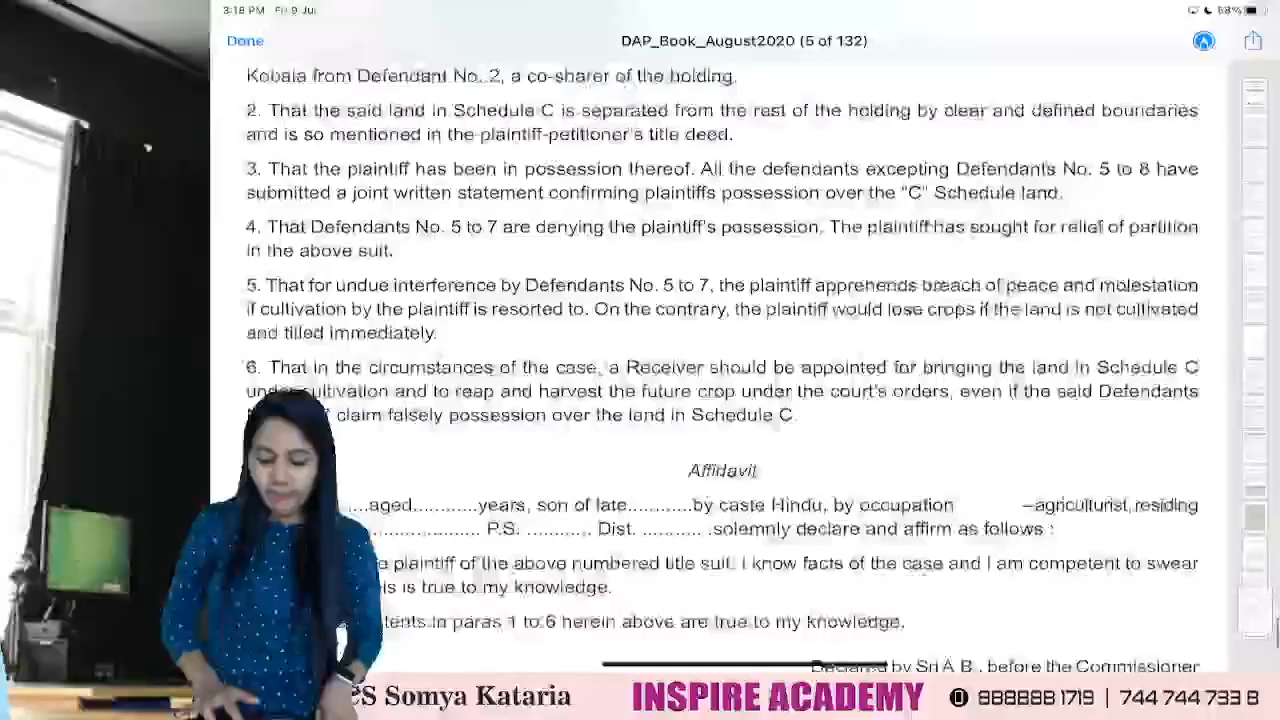 3:18 PM Fri 9 Jul
58%
Done
DAP_Book_August2020 (5 of 132)
Kobala from Defendant No. 2, a co-sharer of the holding.
2. That the said land in Schedule C is separated from the rest of the holding by clear and defined boundaries
and is so mentioned in the plaintiff-petitioner's title deed.
3. That the plaintiff has been in possession thereof. All the defendants excepting Defendants No. 5 to 8 have
submitted a joint written statement confirming plaintiffs possession over the "C" Schedule land.
4. That Defendants No. 5 to 7 are denying the plaintiff's possession. The plaintiff has sought for relief of partition
in the above suit.
5. That for undue interference by Defendants No. 5 to 7, the plaintiff apprehends breach of peace and molestation
if cultivation by the plaintiff is resorted to. On the contrary, the plaintiff would lose crops if the land is not cultivated
and tilled immediately.
6. That in the circumstances of the case, a Receiver should be appointed for bringing the land in Schedule C
under cultivation and to reap and harvest the future crop under the court's orders, even if the said Defendants
claim falsely possession over the land in Schedule C.
Affidavit
....aged............years, son of late............by caste Hindu, by occupation –agriculturist, residing
...................... P.S. ..........., Dist. ........... .solemnly declare and affirm as follows :
plaintiff of the above numbered title suit. I know facts of the case and I am competent to swear
is true to my knowledge.
in paras 1 to 6 herein above are true to my knowledge.
by Sri A.B., before the Commissioner
CS Somya Kataria INSPIRE ACADEMY 888888 1719 | 744 744 733 8